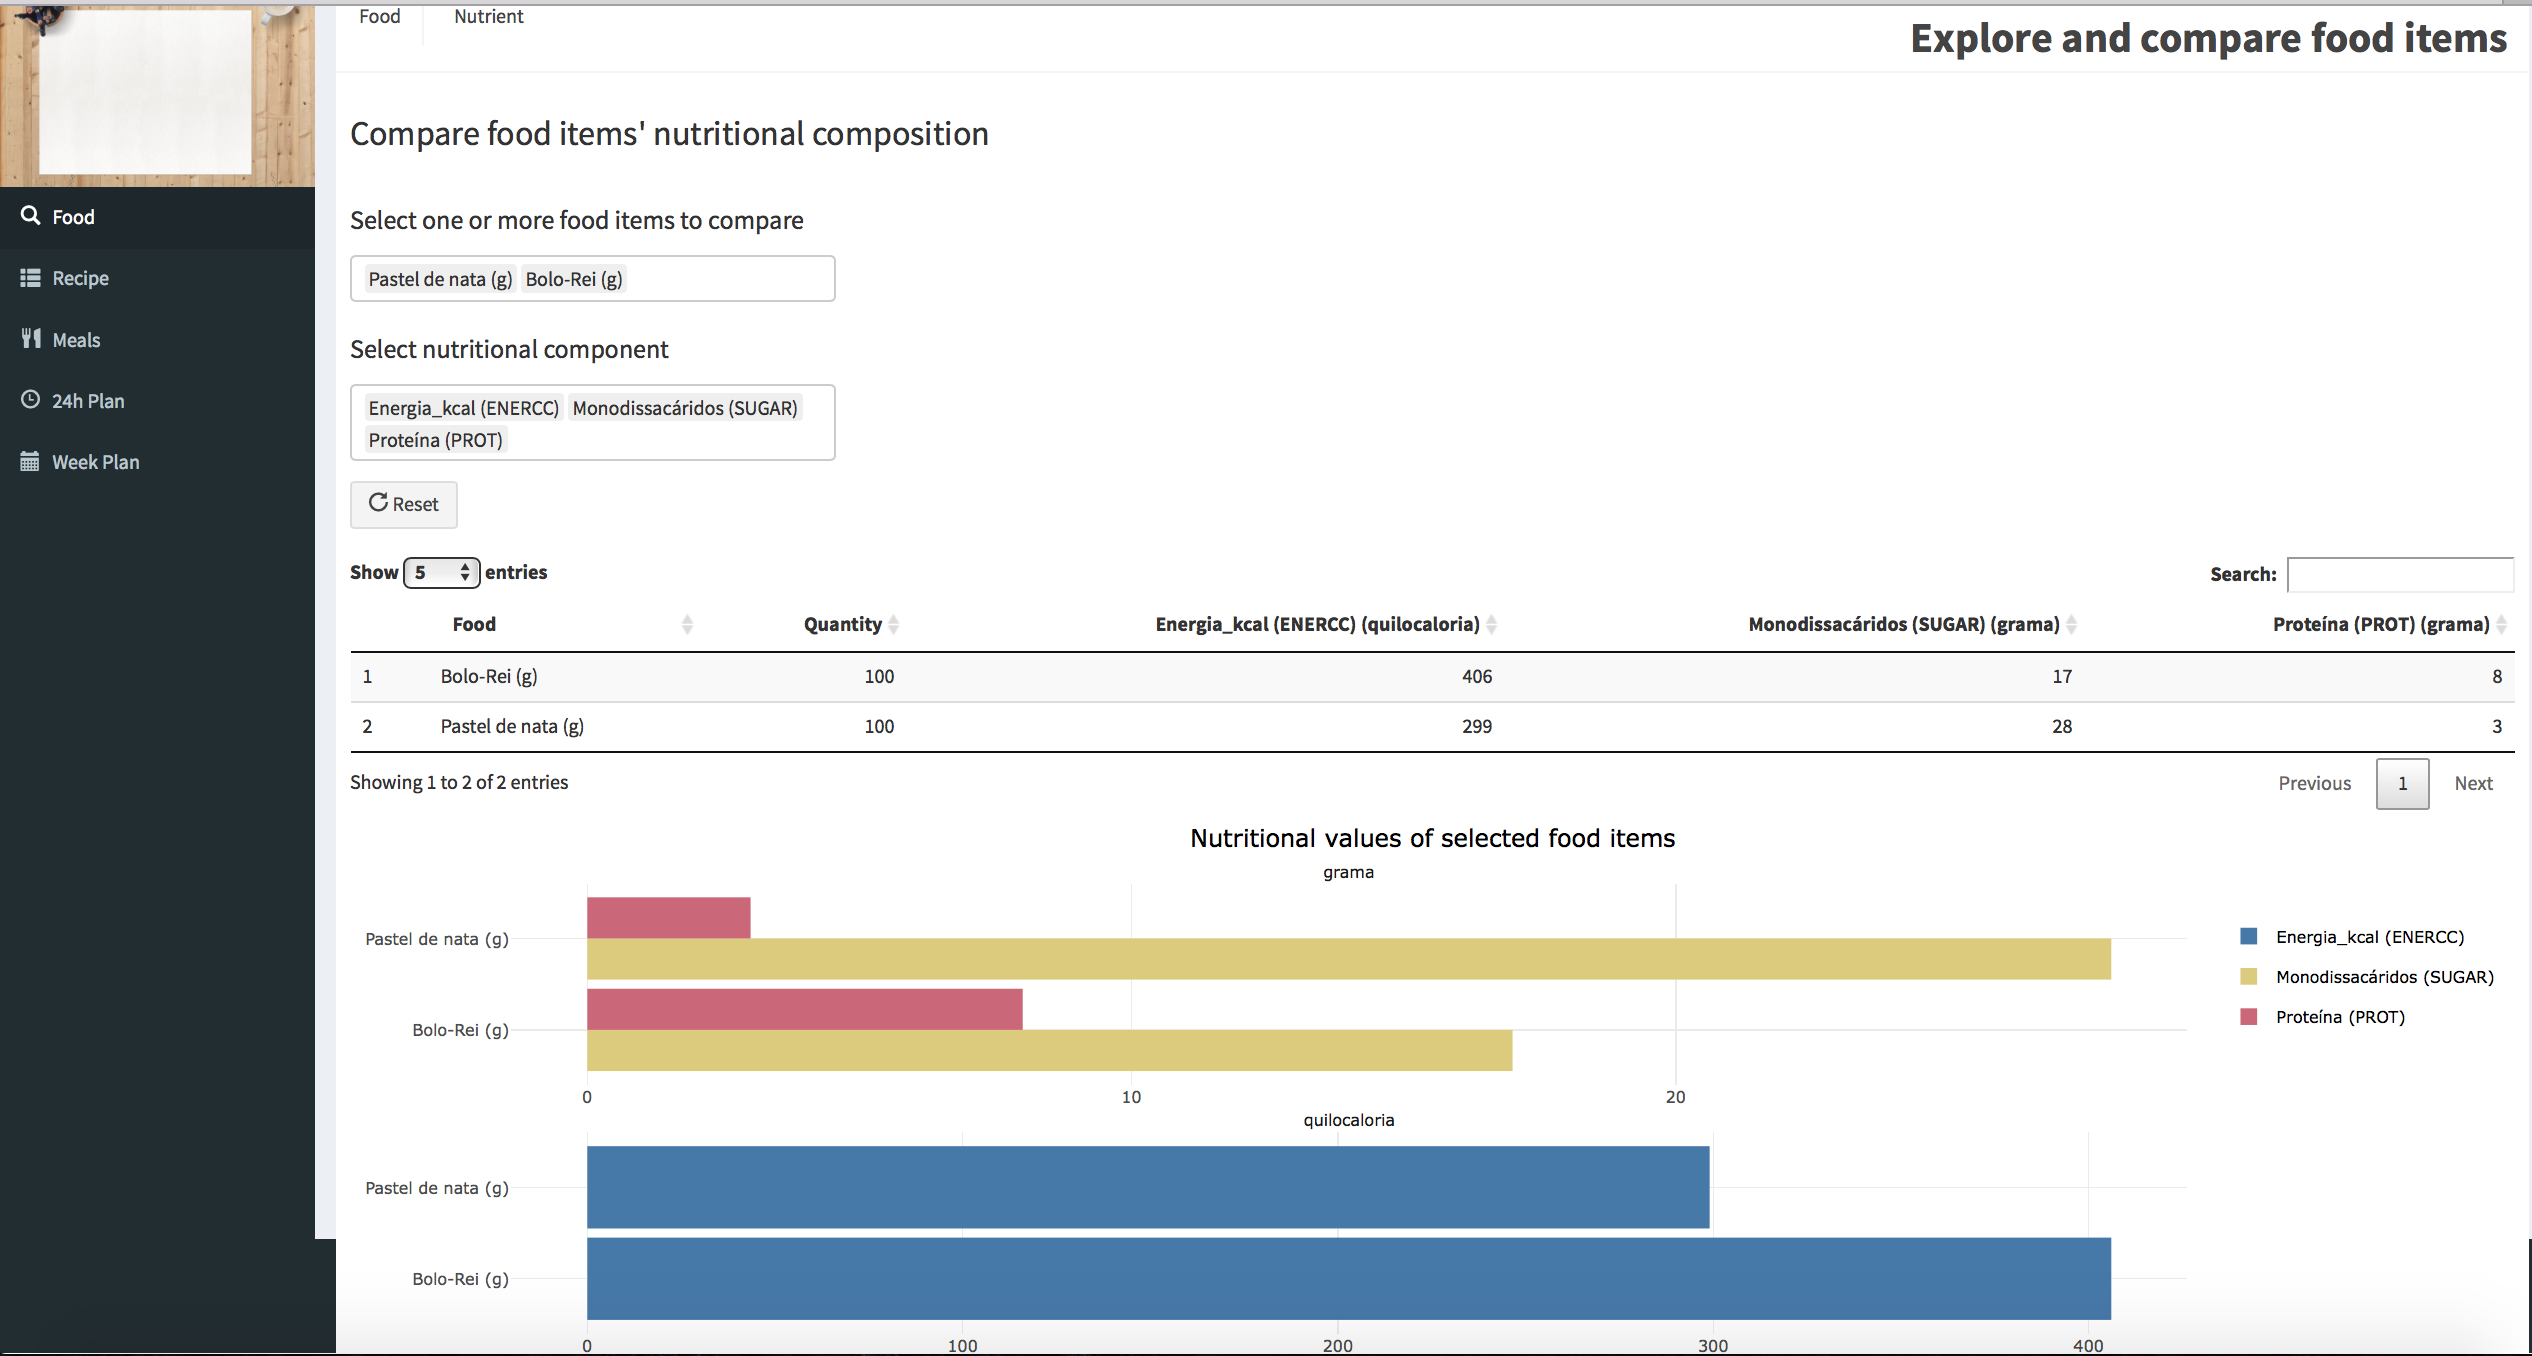 Food Nutrient
Explore and compare food items
Food
Recipe
Meals
24h Plan
Week Plan
Compare food items' nutritional composition
Select one or more food items to compare
Pastel de nata (g) Bolo-Rei (g)
Select nutritional component
Energia_kcal (ENERCC) Monodissacáridos (SUGAR)
Proteína (PROT)
Reset
Show 5 entries
Search:
Food Quantity Energia_kcal (ENERCC) (quilocaloria) Monodissacáridos (SUGAR) (grama) Proteína (PROT) (grama)
1 Bolo-Rei (g) 100 406 17 8
2 Pastel de nata (g) 100 299 28 3
Showing 1 to 2 of 2 entries
Previous 1 Next
Nutritional values of selected food items
grama
Pastel de nata (g)
Bolo-Rei (g)
0 10 20
Energia_kcal (ENERCC)
Monodissacáridos (SUGAR)
Proteína (PROT)
quilocaloria
Pastel de nata (g)
Bolo-Rei (g)
0 100 200 300 400